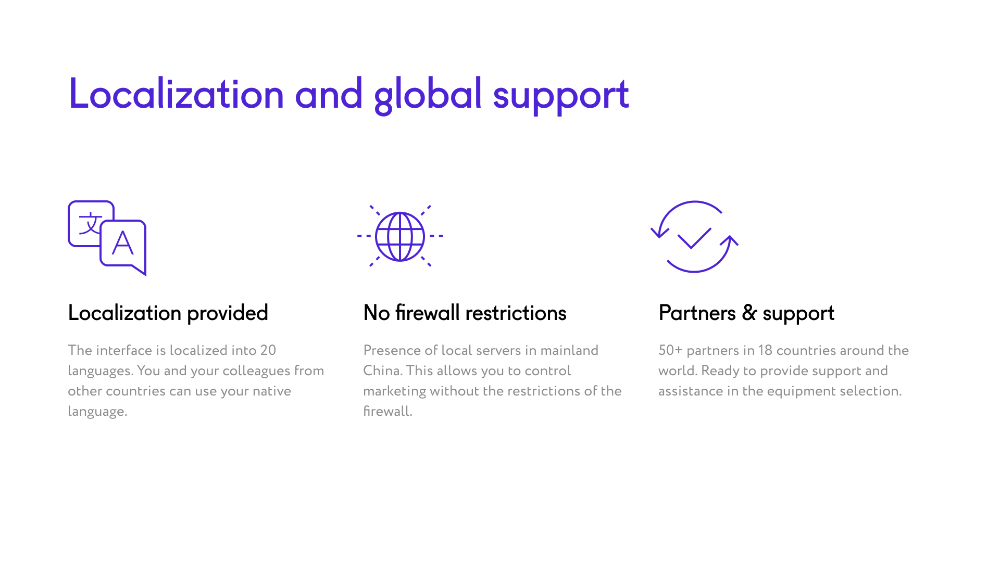 Localization and global support
文
A
Localization provided
The interface is localized into 20
languages. You and your colleagues from
other countries can use your native
language.
No firewall restrictions
Presence of local servers in mainland
China. This allows you to control
marketing without the restrictions of the
firewall.
Partners & support
50+ partners in 18 countries around the
world. Ready to provide support and
assistance in the equipment selection.